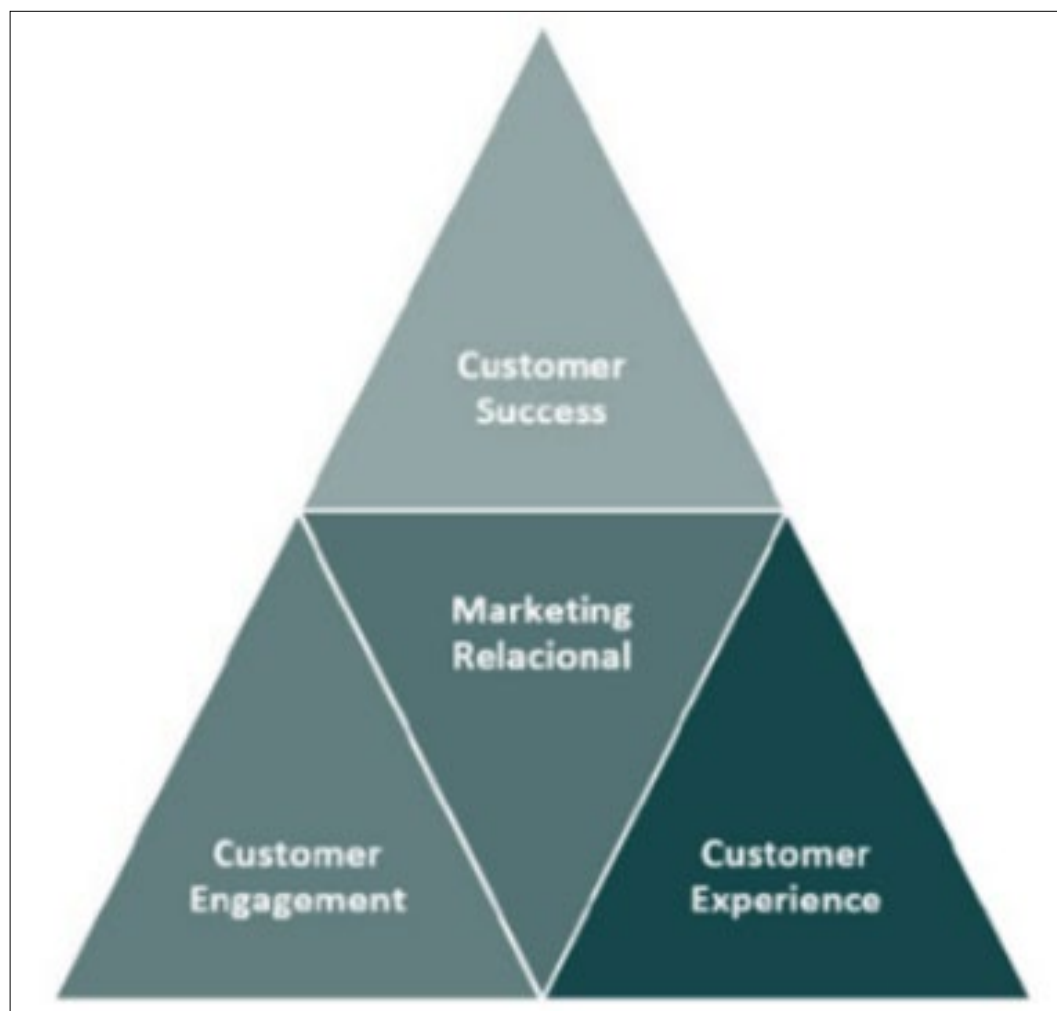 Customer
Success
Marketing
Relacional
Customer
Engagement
Customer
Experience